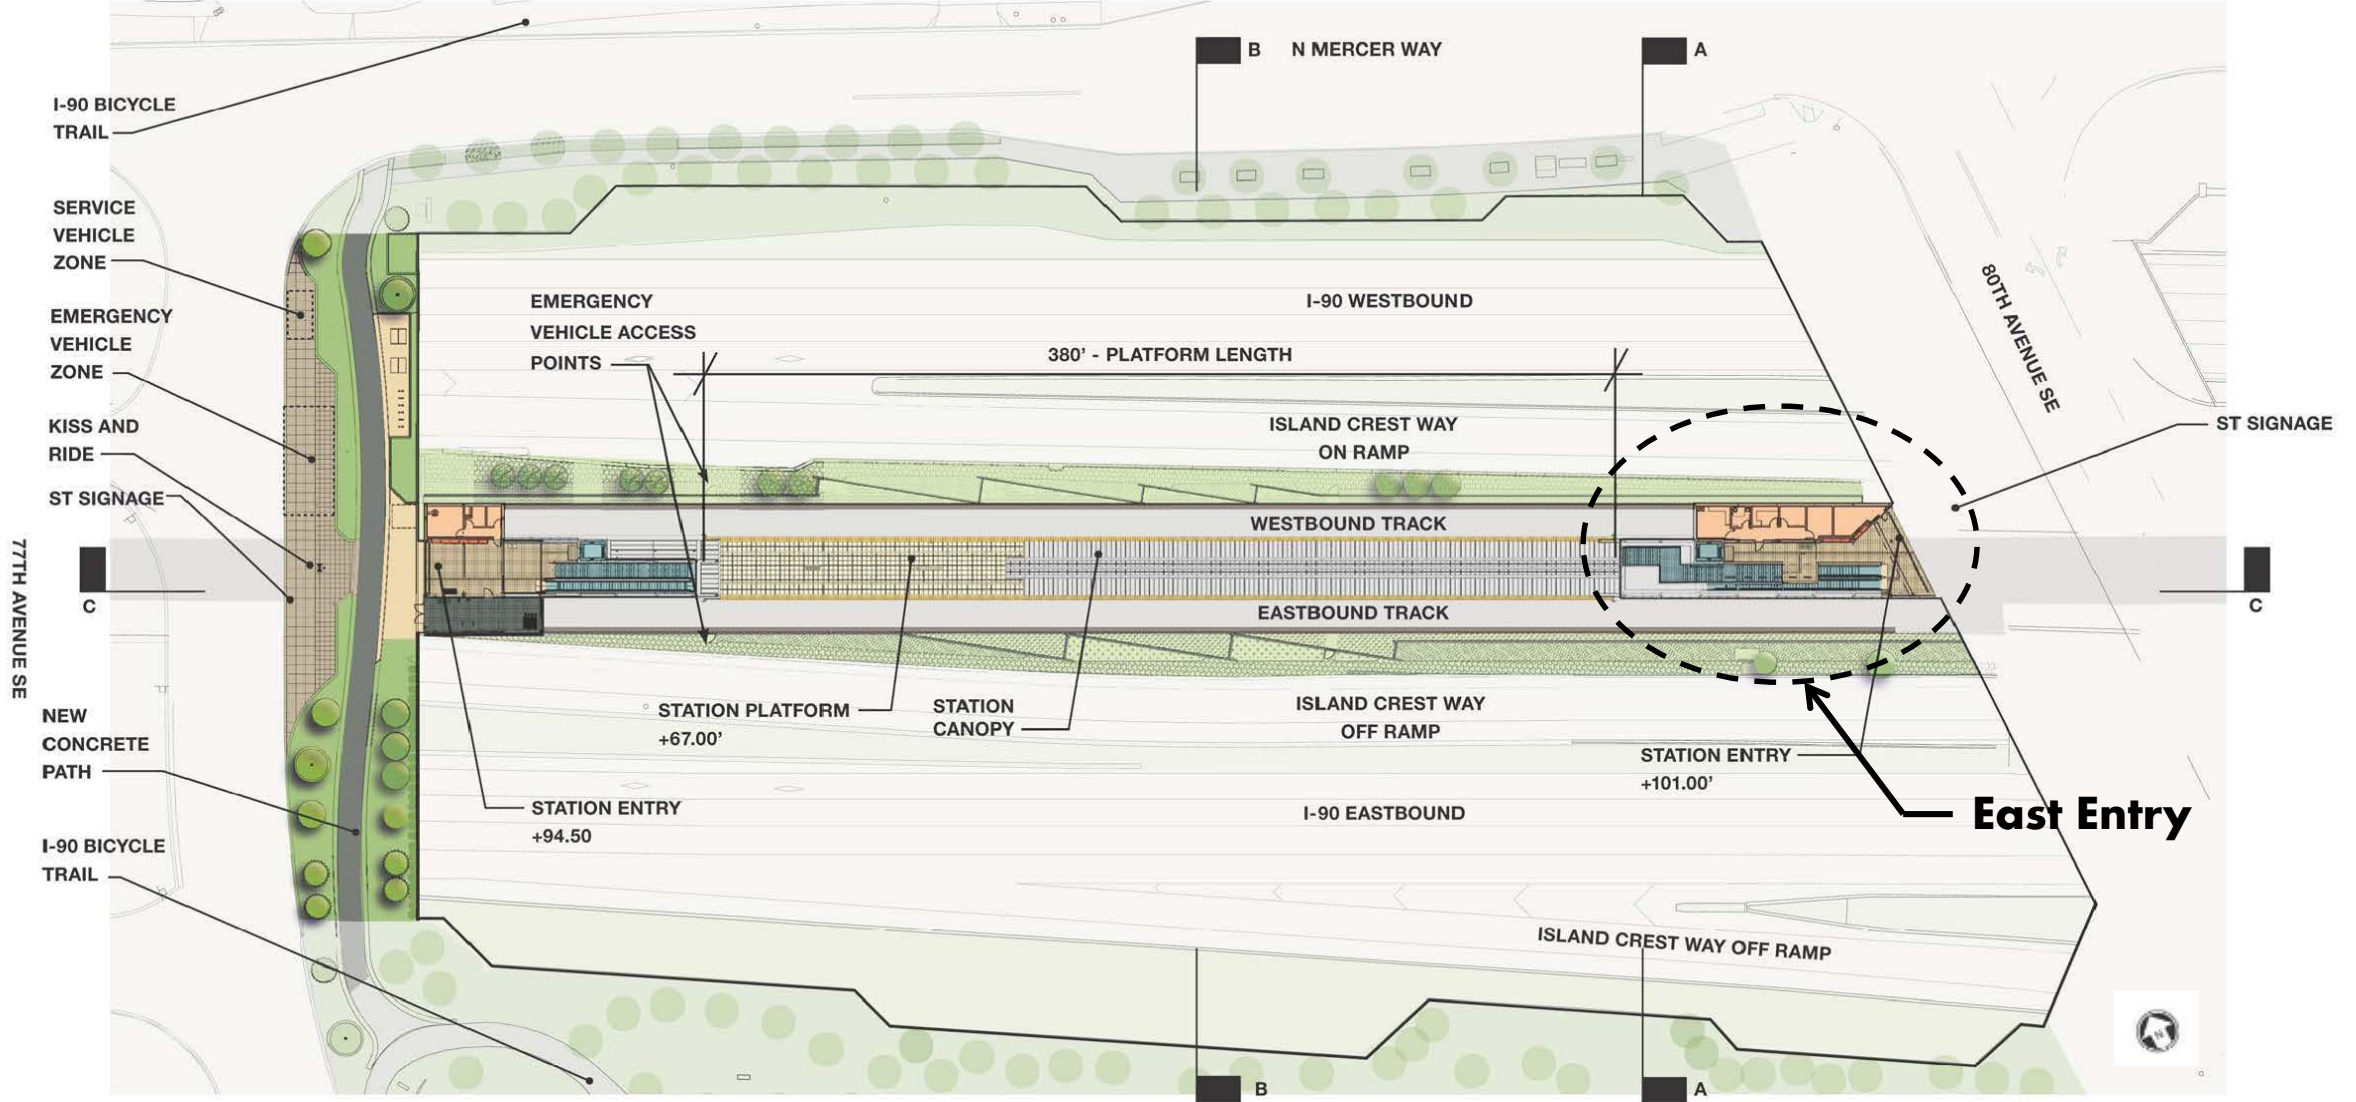 B N MERCER WAY
A
I-90 BICYCLE
TRAIL
SERVICE
VEHICLE
ZONE
EMERGENCY
VEHICLE
ZONE
KISS AND
RIDE
ST SIGNAGE
77TH AVENUE SE
C
NEW
CONCRETE
PATH
I-90 BICYCLE
TRAIL
EMERGENCY
VEHICLE ACCESS
POINTS
I-90 WESTBOUND
380' - PLATFORM LENGTH
ISLAND CREST WAY
ON RAMP
WESTBOUND TRACK
EASTBOUND TRACK
STATION PLATFORM
+67.00'
STATION
CANOPY
ISLAND CREST WAY
OFF RAMP
STATION ENTRY
+94.50
I-90 EASTBOUND
STATION ENTRY
+101.00'
East Entry
80TH AVENUE SE
ST SIGNAGE
C
ISLAND CREST WAY OFF RAMP
N
B
A